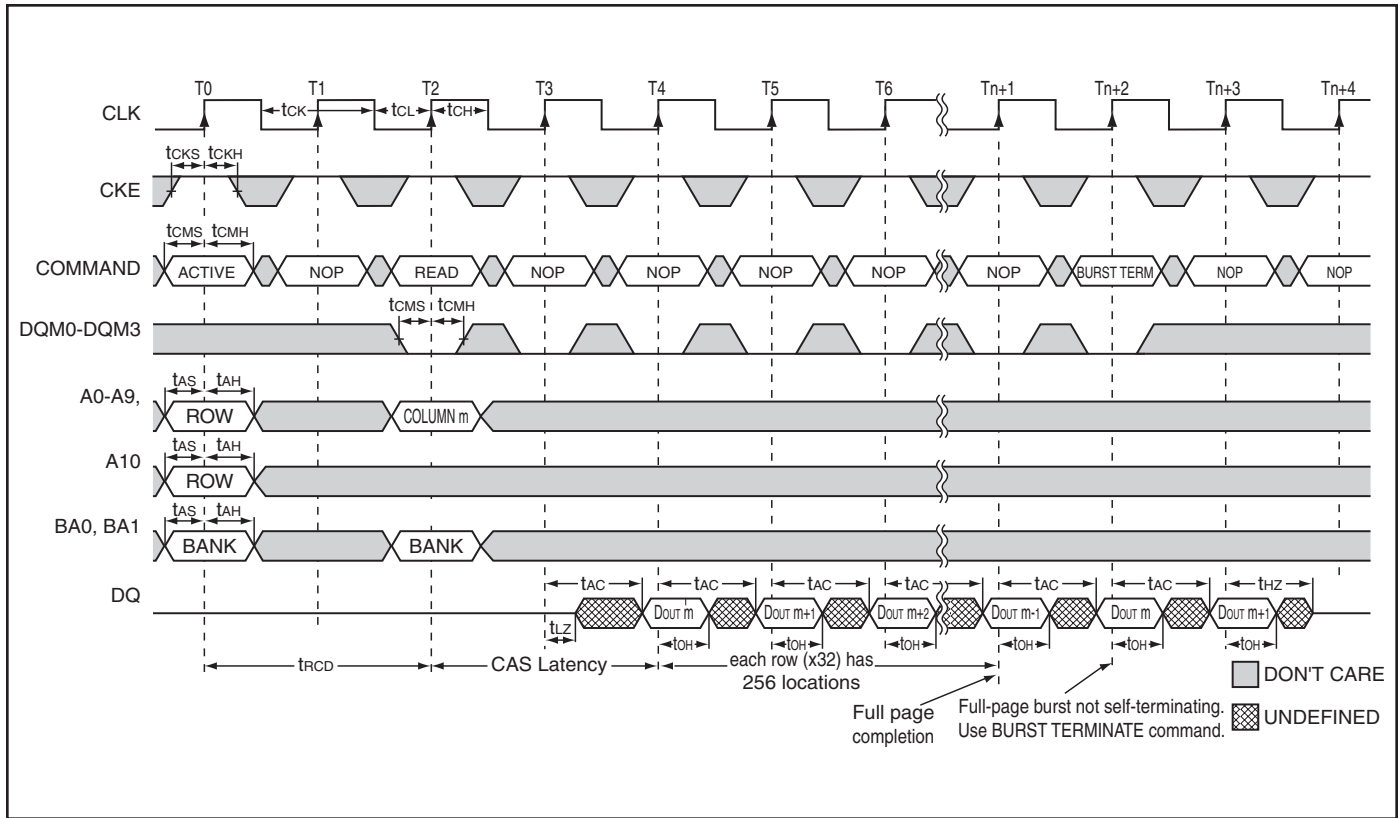 T0 T1 T2 T3 T4 T5 T6 Tn+1 Tn+2 Tn+3 Tn+4
CLK tCK tCL tCH
tCKS tCKH
CKE
tCMS tCMH
COMMAND ACTIVE NOP READ NOP NOP NOP NOP NOP BURST TERM NOP NOP
tCMS tCMH
DQM0-DQM3
tAS tAH
A0-A9, ROW COLUMN m
tAS tAH
A10 ROW
tAS tAH
BA0, BA1 BANK BANK
tAC tAC tAC tAC tAC tAC tHZ
DQ DOUT m DOUT m+1 DOUT m+2 DOUT m-1 DOUT m DOUT m+1
tLZ tOH tOH tOH tOH tOH tOH
tRCD CAS Latency each row (x32) has
256 locations
DON'T CARE
UNDEFINED
Full page
completion
Full-page burst not self-terminating.
Use BURST TERMINATE command.